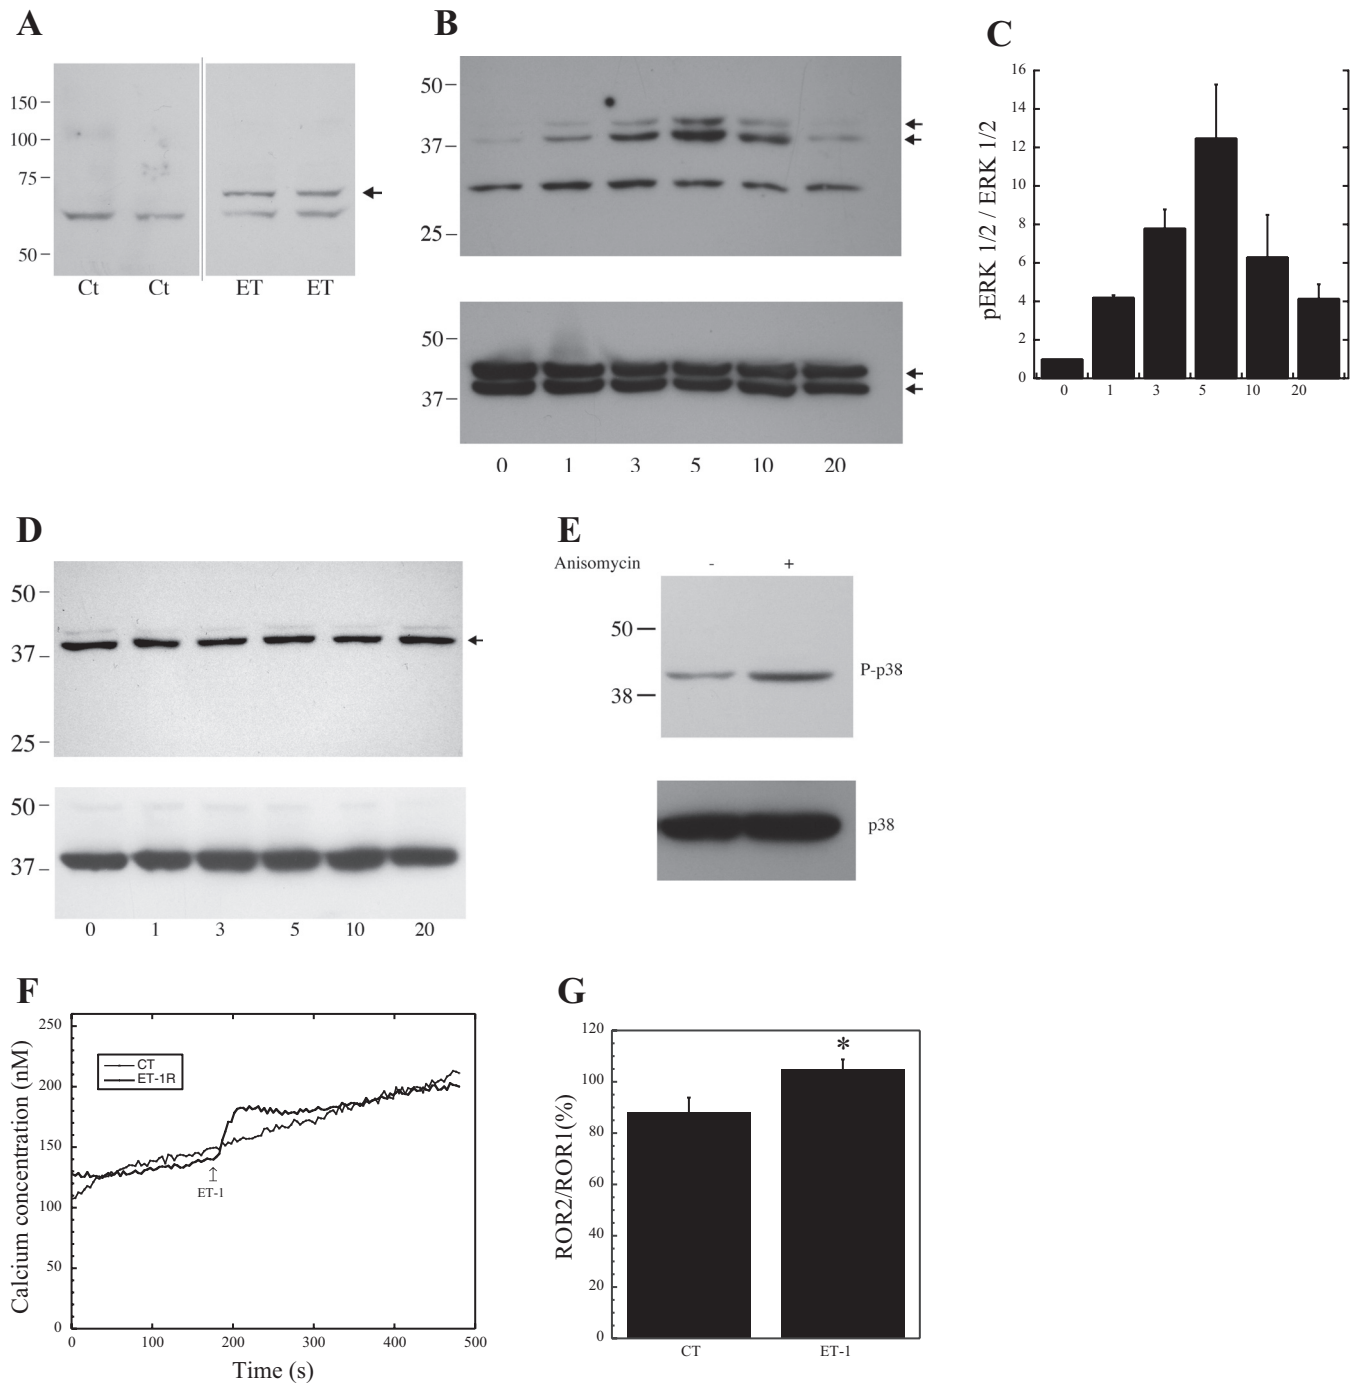 A
150
100
75
50
Ct Ct ET ET
B
50
37
25
50
37
0 1 3 5 10 20
C
pERK 1/2 / ERK 1/2
16
14
12
10
8
6
4
2
0
0 1 3 5 10 20
D
50
37
25
50
37
0 1 3 5 10 20
E
Anisomycin - +
50
38
P-p38
p38
F
Calcium concentration (nM)
250
200
150
100
50
0
CT
ET-1R
ET-1
0 100 200 300 400 500
Time (s)
G
ROR2/ROR1(%)
120
100
80
60
40
20
0
*
CT ET-1